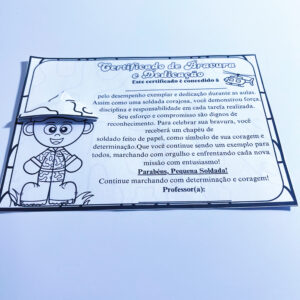 Certificado de Bravura
e Dedicação
Este certificado é concedido à
pelo desempenho exemplar e dedicação durante as aulas.
Assim como uma soldada corajosa, você demonstrou força,
disciplina e responsabilidade em cada tarefa realizada.
Seu esforço e compromisso são dignos de
reconhecimento. Para celebrar sua bravura, você
receberá um chapéu de
soldado feito de papel, como símbolo de sua coragem e
determinação.Que você continue sendo um exemplo para
todos, marchando com orgulho e enfrentando cada nova
missão com entusiasmo!
Parabéns, Pequena Soldada!
Continue marchando com determinação e coragem!
Professor(a):